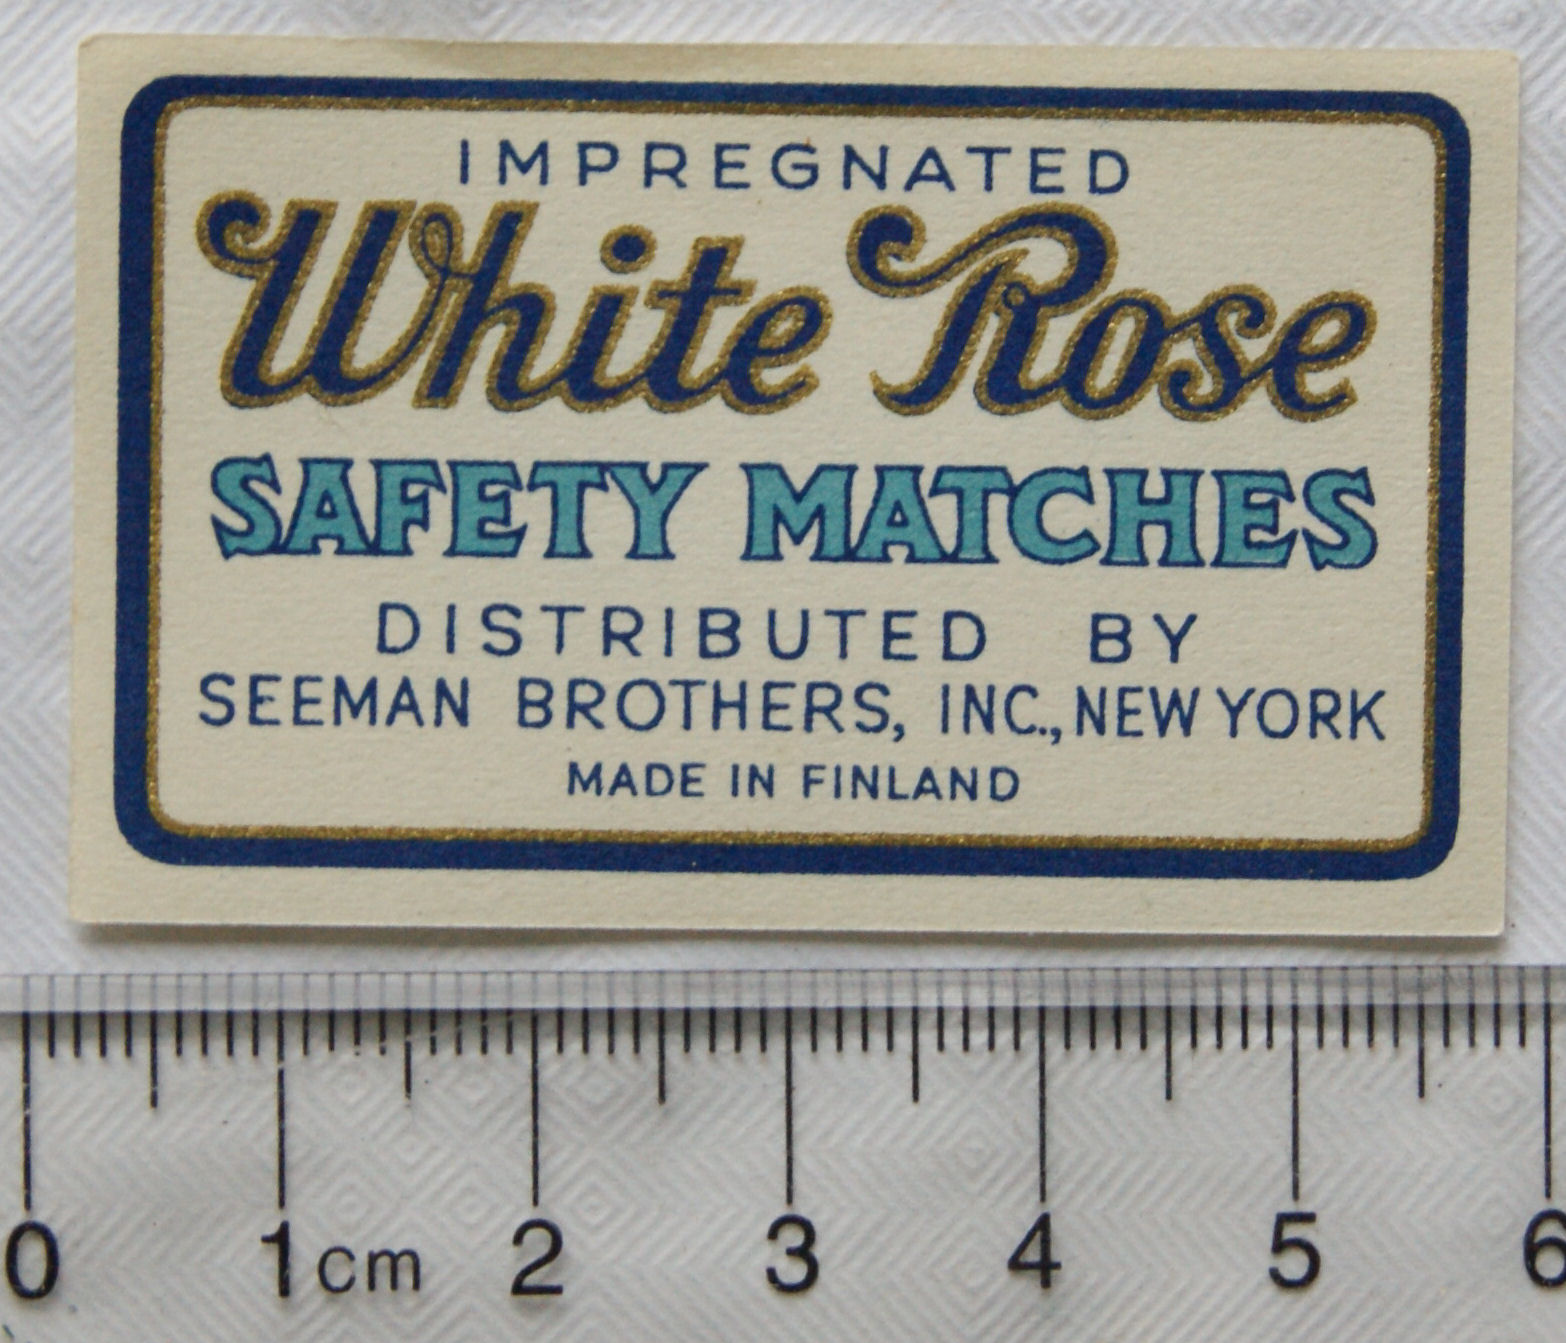 IMPREGNATED
White Rose
SAFETY MATCHES
DISTRIBUTED BY
SEEMAN BROTHERS, INC., NEW YORK
MADE IN FINLAND
0 1cm 2 3 4 5 6